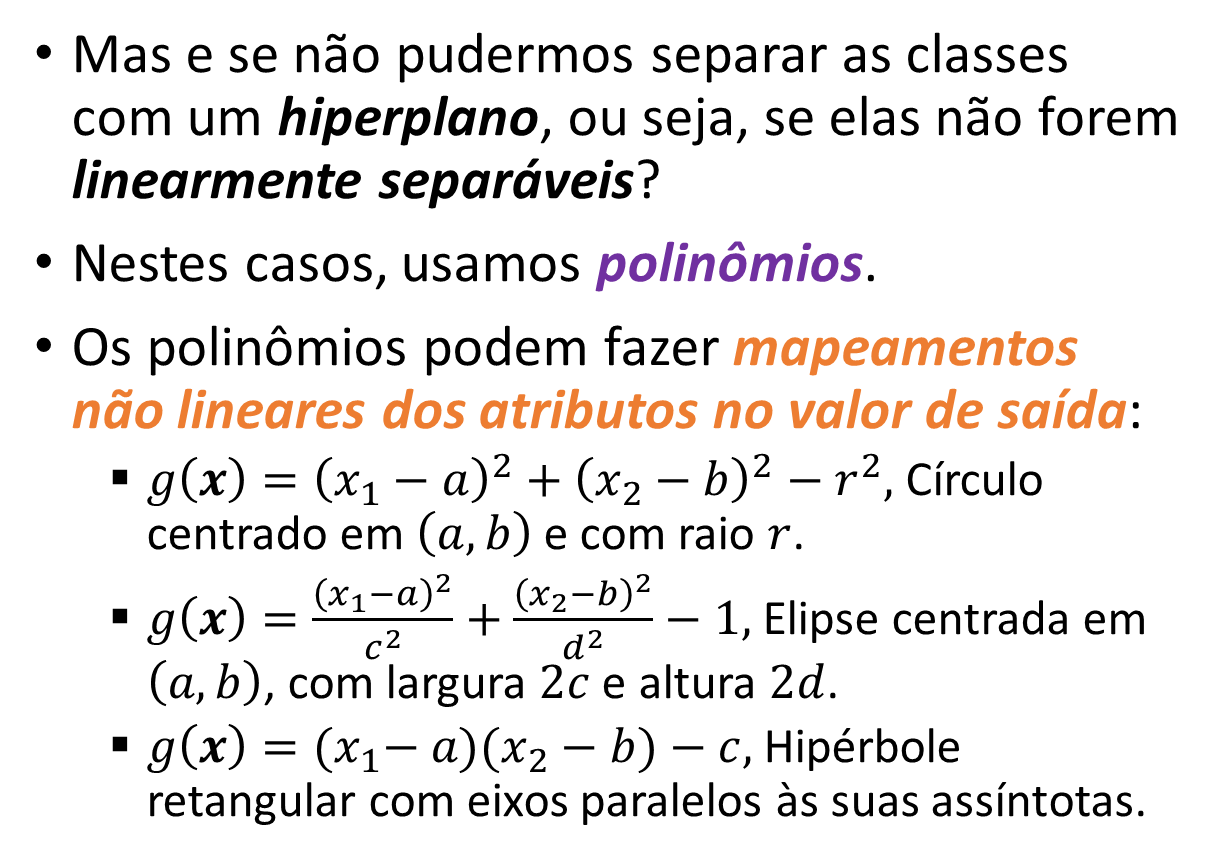 • Mas e se não pudermos separar as classes
com um hiperplano, ou seja, se elas não forem
linearmente separáveis?
• Nestes casos, usamos polinômios.
• Os polinômios podem fazer mapeamentos
não lineares dos atributos no valor de saída:
▪ g(x) = (x₁ − a)² + (x₂ − b)² − r², Círculo
centrado em (a, b) e com raio r.
▪ g(x) = (x₁−a)²/c² + (x₂−b)²/d² − 1, Elipse centrada em
(a, b), com largura 2c e altura 2d.
▪ g(x) = (x₁− a)(x₂ − b) − c, Hipérbole
retangular com eixos paralelos às suas assíntotas.